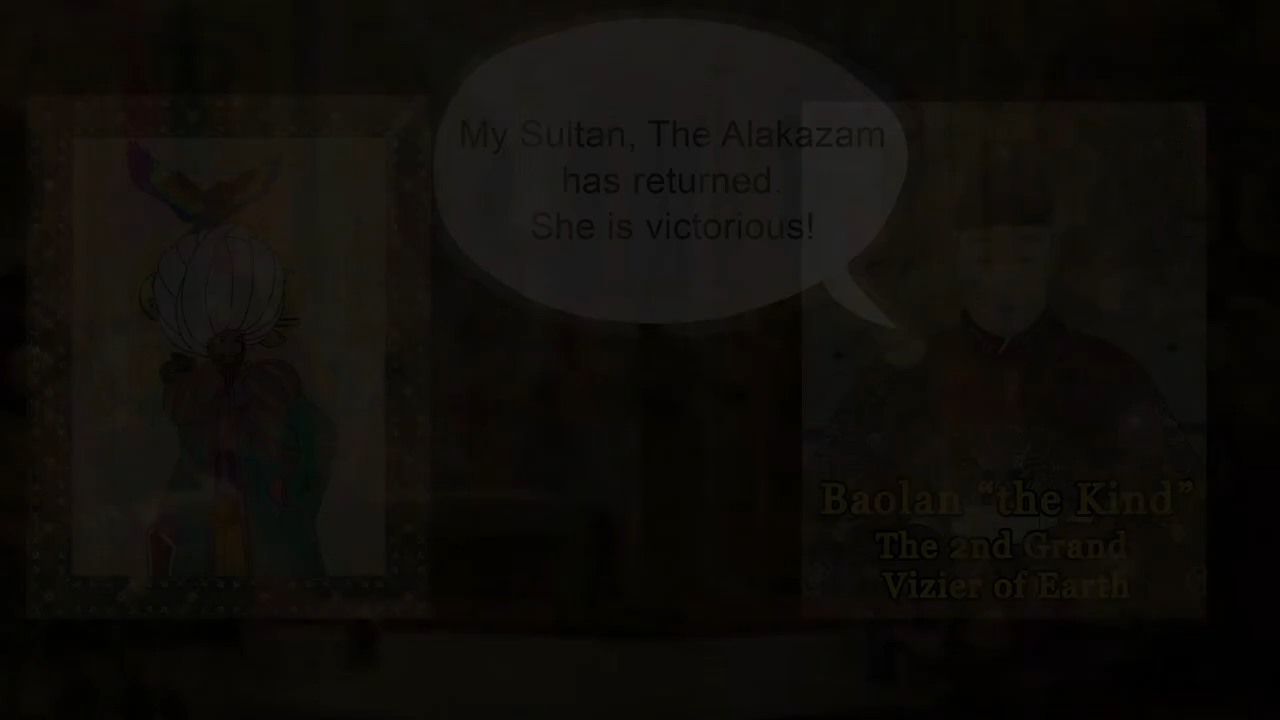 My Sultan, The Alakazam
has returned.
She is victorious!
Baolan “the Kind”
The 2nd Grand
Vizier of Earth